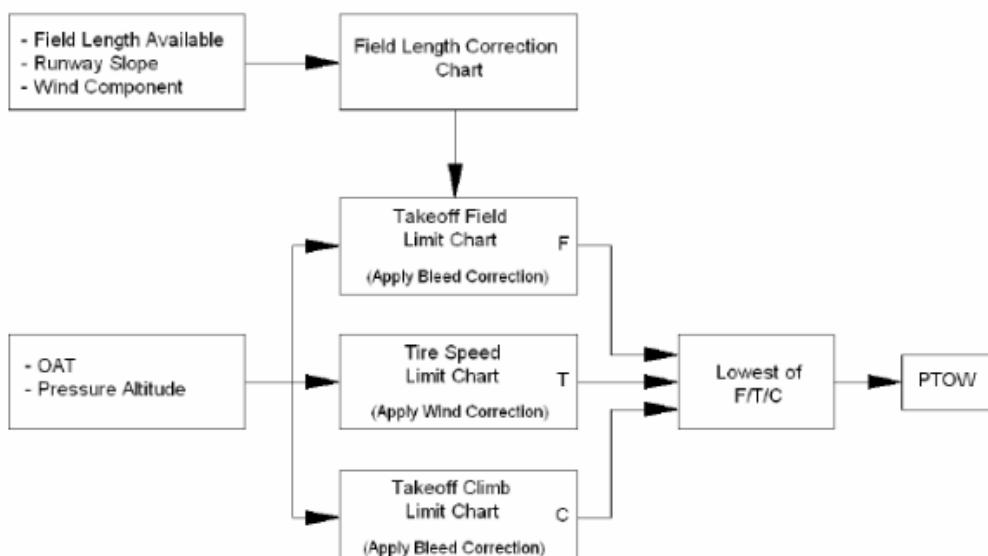 - Field Length Available
- Runway Slope
- Wind Component
Field Length Correction
Chart
Takeoff Field
Limit Chart
F
(Apply Bleed Correction)
- OAT
- Pressure Altitude
Tire Speed
Limit Chart
T
(Apply Wind Correction)
Takeoff Climb
Limit Chart
C
(Apply Bleed Correction)
Lowest of
F/T/C
PTOW